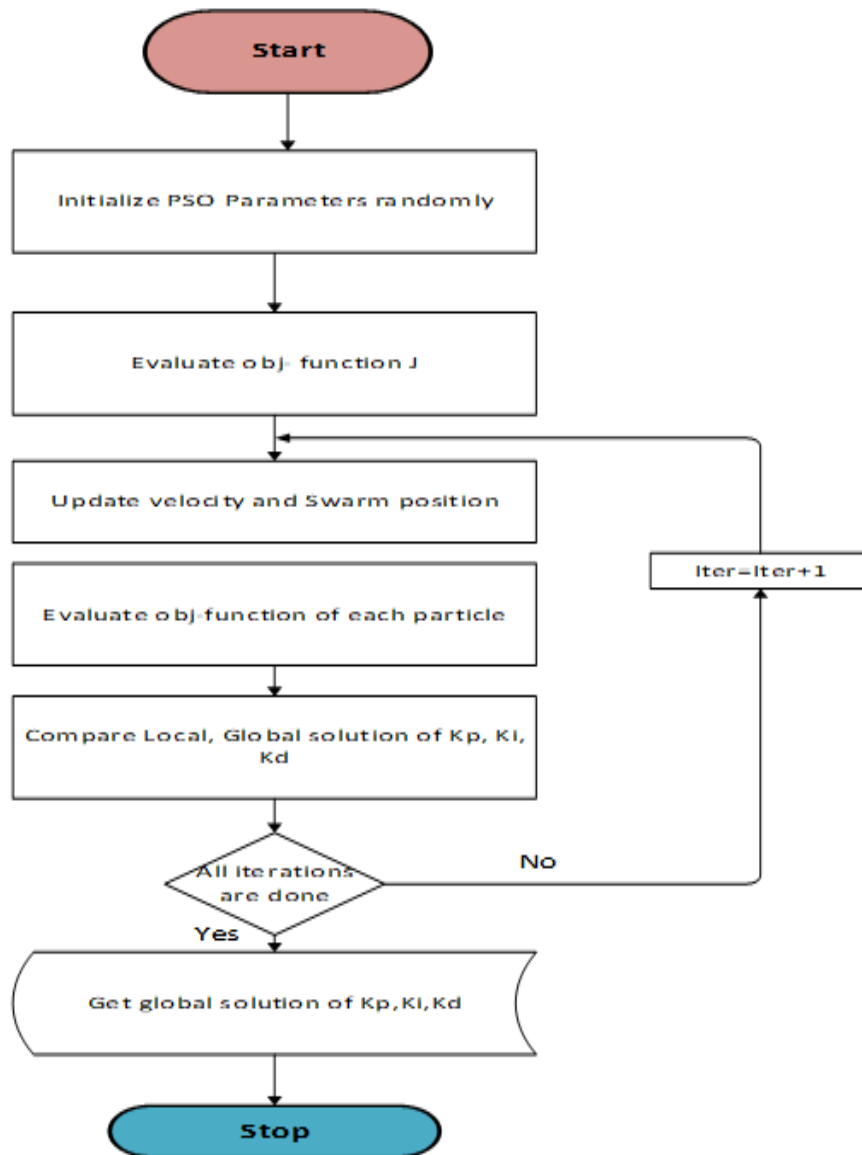 Start
Initialize PSO Parameters randomly
Evaluate obj- function J
Update velocity and Swarm position
Iter=Iter+1
Evaluate obj-function of each particle
Compare Local, Global solution of Kp, Ki,
Kd
All iterations
are done
No
Yes
Get global solution of Kp,Ki,Kd
Stop